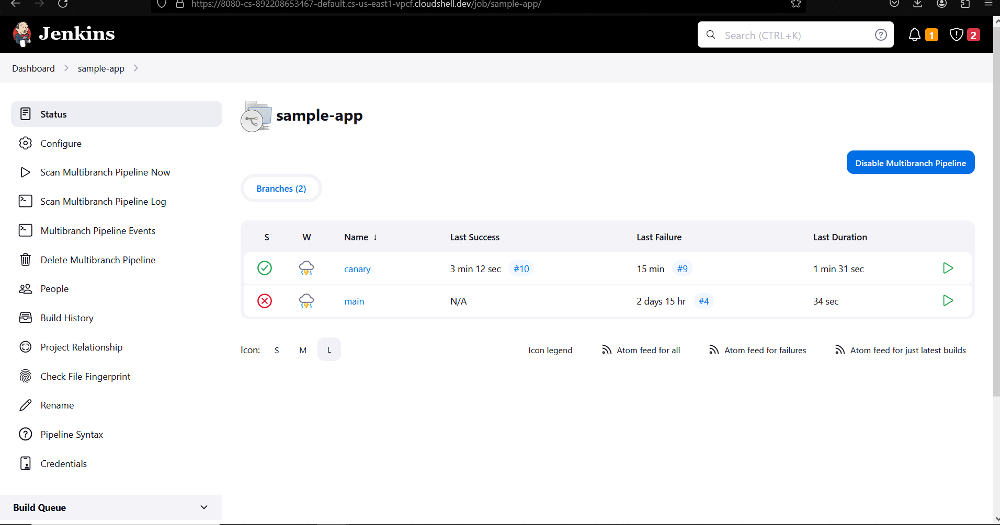 https://8080-cs-892208653467-default.cs-us-east1-vpcf.cloudshell.dev/job/sample-app/
Jenkins
Search (CTRL+K)
1
2
Dashboard
sample-app
Status
Configure
Scan Multibranch Pipeline Now
Scan Multibranch Pipeline Log
Multibranch Pipeline Events
Delete Multibranch Pipeline
People
Build History
Project Relationship
Check File Fingerprint
Rename
Pipeline Syntax
Credentials
Build Queue
sample-app
Disable Multibranch Pipeline
Branches (2)
S W Name ↓ Last Success Last Failure Last Duration
canary 3 min 12 sec #10 15 min #9 1 min 31 sec
main N/A 2 days 15 hr #4 34 sec
Icon: S M L Icon legend Atom feed for all Atom feed for failures Atom feed for just latest builds